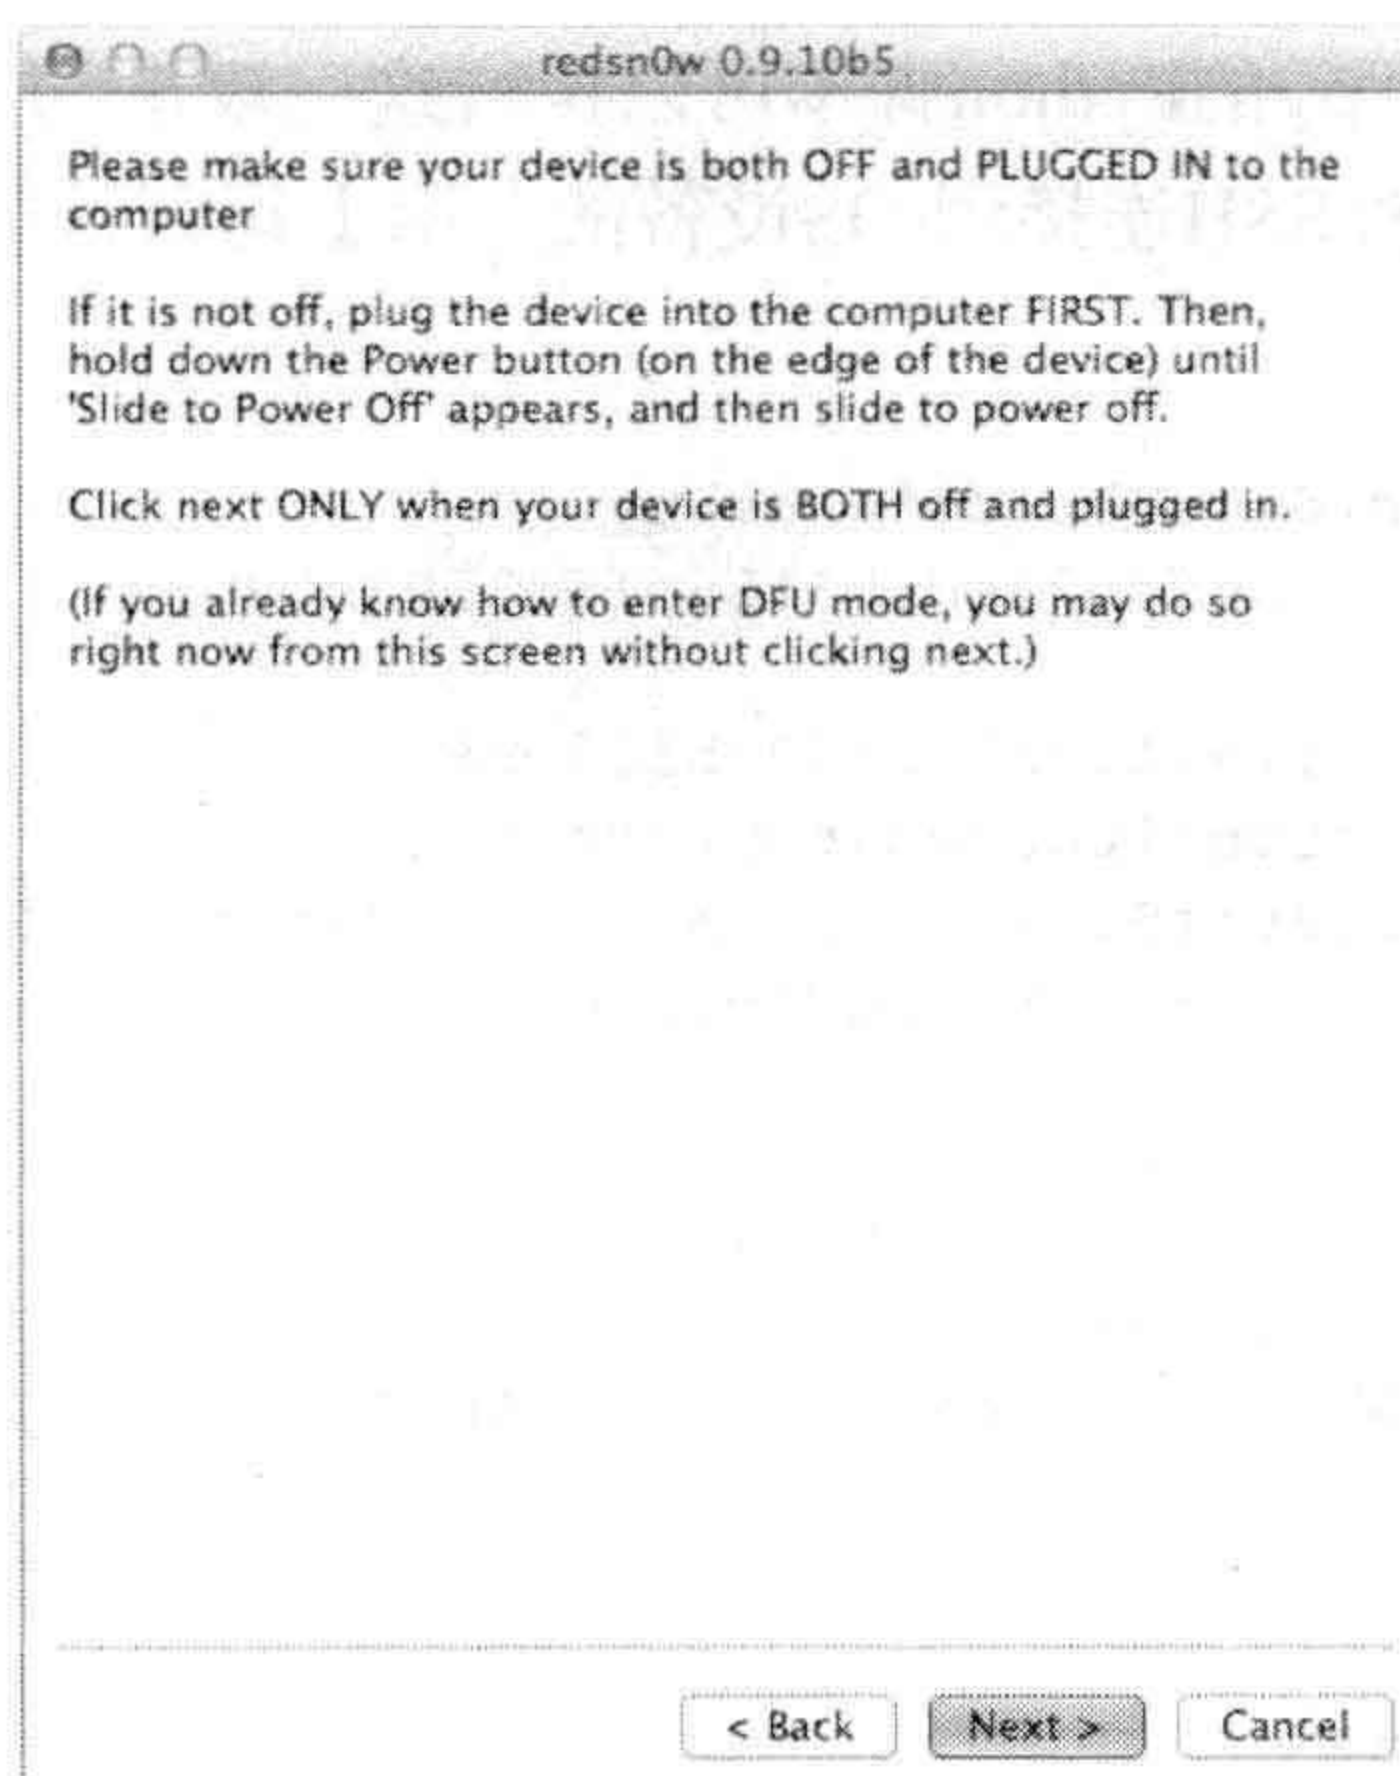 redsn0w 0.9.10b5
Please make sure your device is both OFF and PLUGGED IN to the
computer
If it is not off, plug the device into the computer FIRST. Then,
hold down the Power button (on the edge of the device) until
'Slide to Power Off' appears, and then slide to power off.
Click next ONLY when your device is BOTH off and plugged in.
(If you already know how to enter DFU mode, you may do so
right now from this screen without clicking next.)
< Back
Next >
Cancel